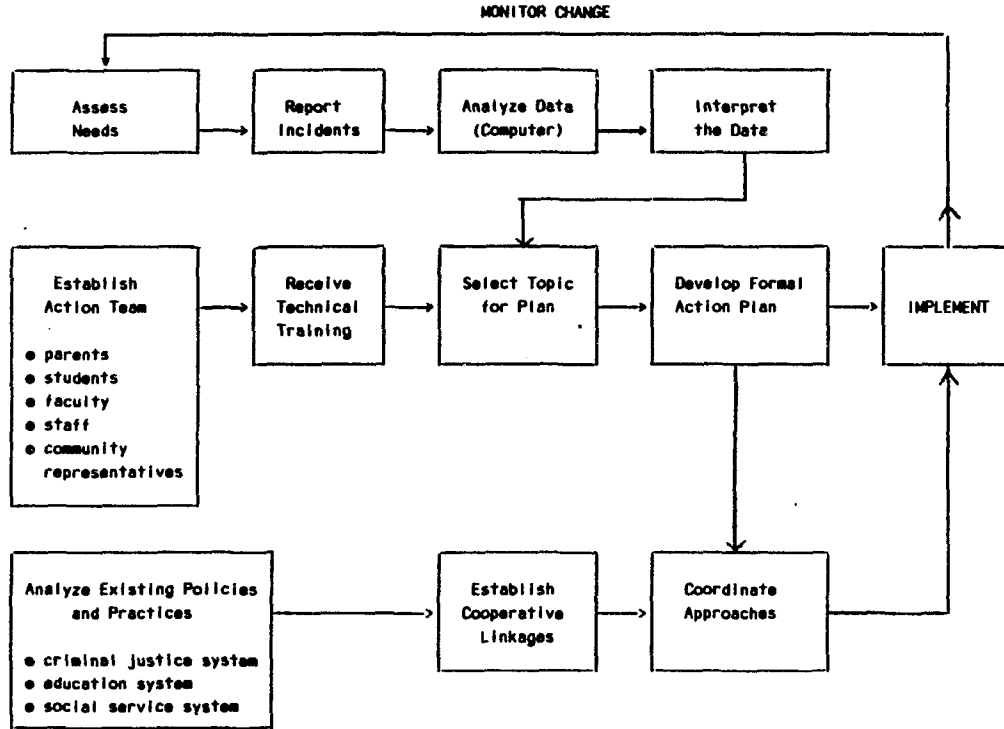 MONITOR CHANGE
Assess
Needs
Report
Incidents
Analyze Data
(Computer)
Interpret
the Date
Establish
Action Team
● parents
● students
● faculty
● staff
● community
representatives
Receive
Technical
Training
Select Topic
for Plan
Develop Formal
Action Plan
IMPLEMENT
Analyze Existing Policies
and Practices
● criminal justice system
● education system
● social service system
Establish
Cooperative
Linkages
Coordinate
Approaches